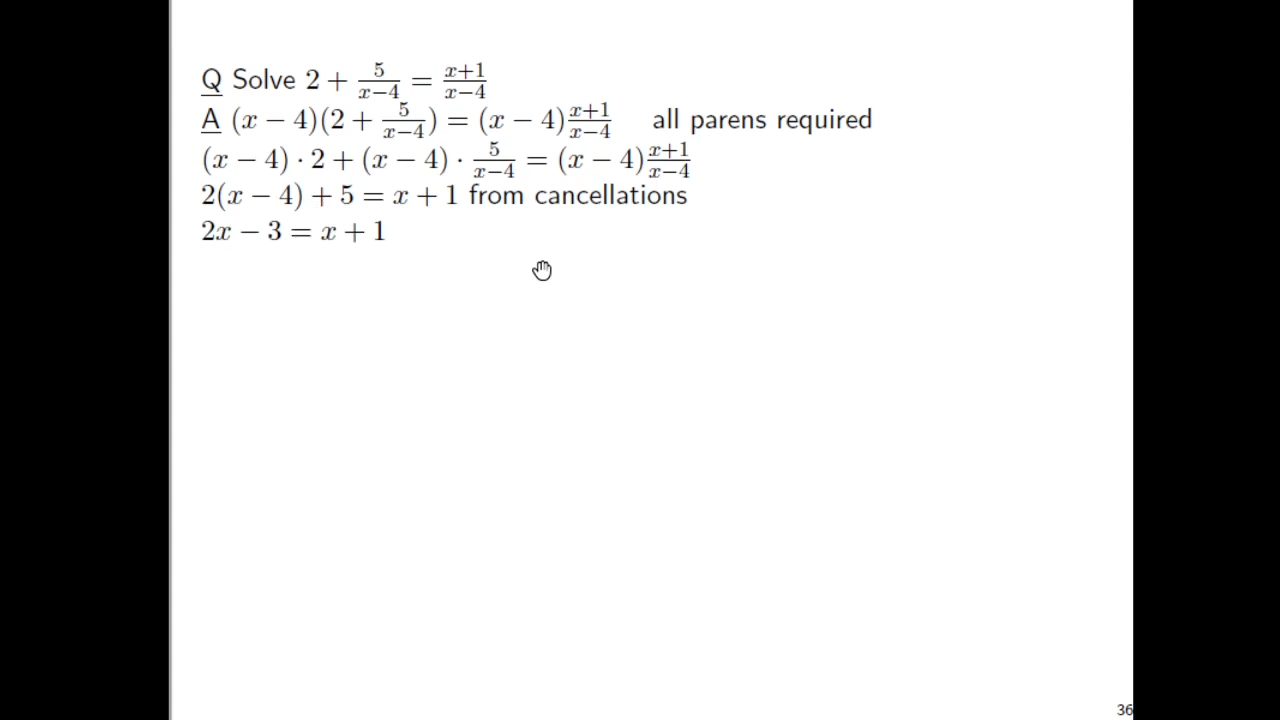 Q Solve 2 + 5/(x−4) = (x+1)/(x−4)
A (x − 4)(2 + 5/(x−4)) = (x − 4)(x+1)/(x−4) all parens required
(x − 4) · 2 + (x − 4) · 5/(x−4) = (x − 4)(x+1)/(x−4)
2(x − 4) + 5 = x + 1 from cancellations
2x − 3 = x + 1
36